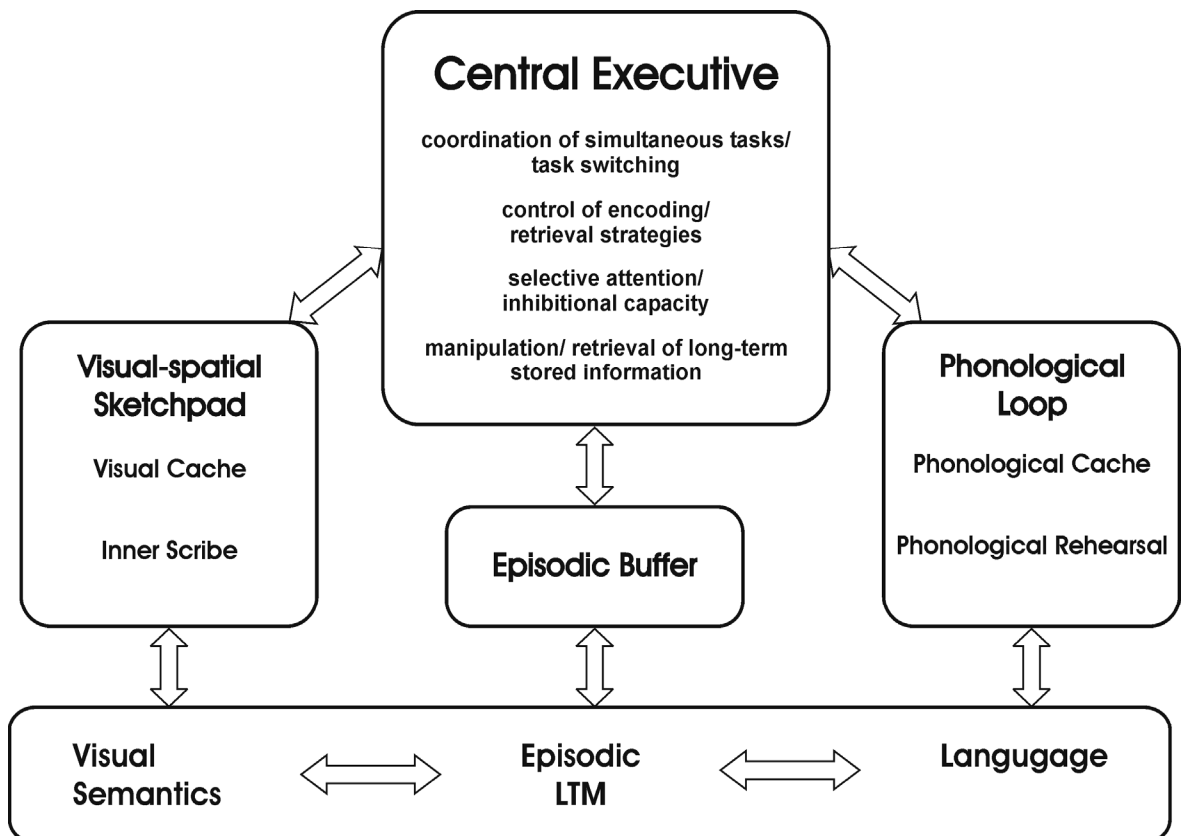 Central Executive
coordination of simultaneous tasks/
task switching
control of encoding/
retrieval strategies
selective attention/
inhibitional capacity
manipulation/ retrieval of long-term
stored information
Visual-spatial
Sketchpad
Visual Cache
Inner Scribe
Episodic Buffer
Phonological
Loop
Phonological Cache
Phonological Rehearsal
Visual
Semantics
Episodic
LTM
Langugage